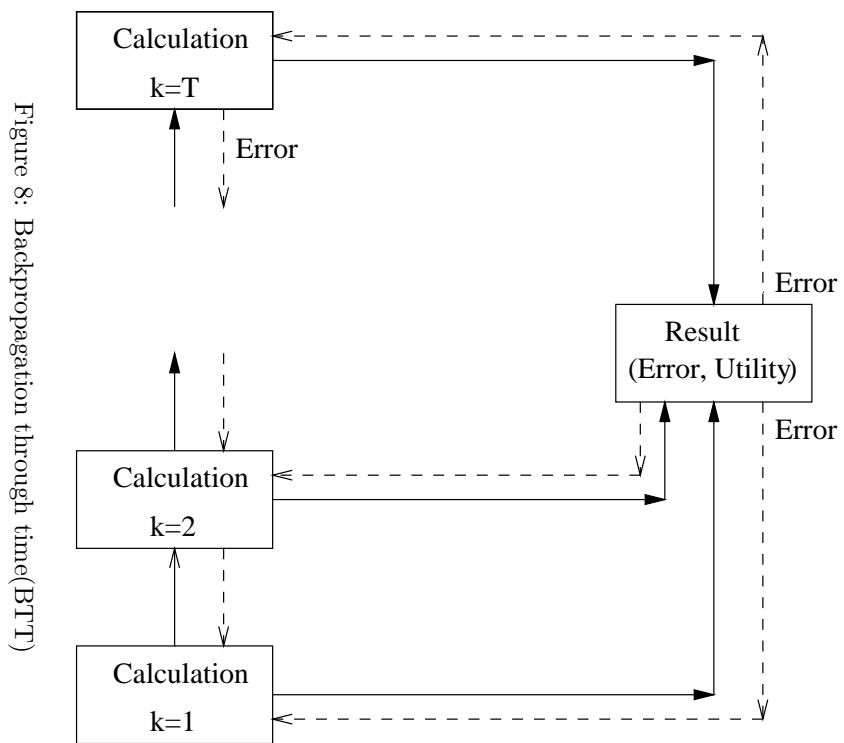 Calculation
k=T
Error
Error
Result
(Error, Utility)
Error
Calculation
k=2
Calculation
k=1
Figure 8: Backpropagation through time(BTT)